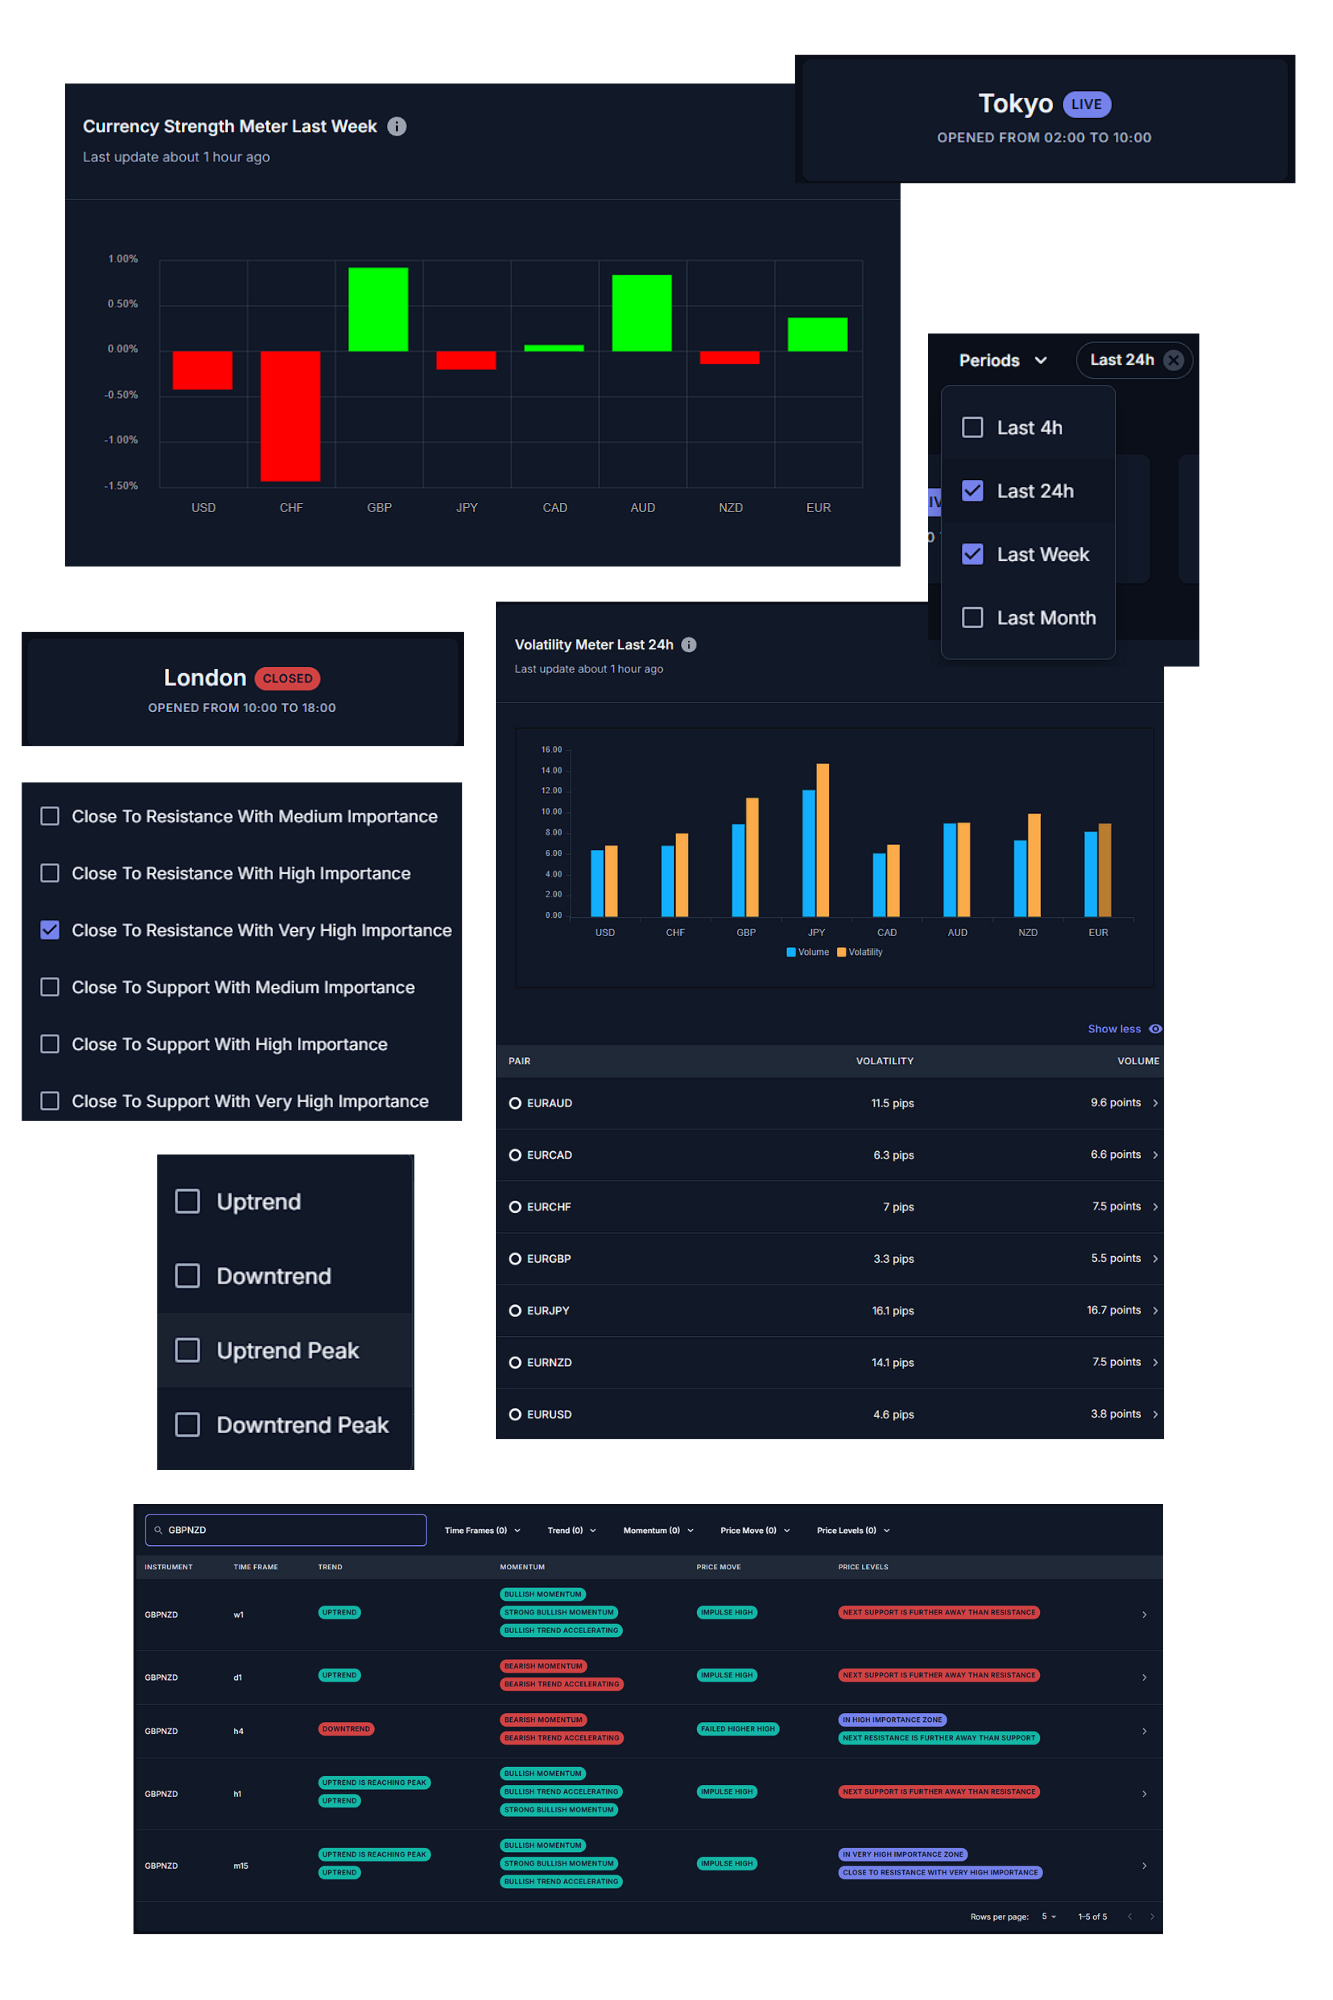 Tokyo LIVE
OPENED FROM 02:00 TO 10:00
Currency Strength Meter Last Week
Last update about 1 hour ago
1.00%
0.50%
0.00%
-0.50%
-1.00%
-1.50%
USD CHF GBP JPY CAD AUD NZD EUR
Periods Last 24h
Last 4h
Last 24h
Last Week
Last Month
London CLOSED
OPENED FROM 10:00 TO 18:00
Close To Resistance With Medium Importance
Close To Resistance With High Importance
Close To Resistance With Very High Importance
Close To Support With Medium Importance
Close To Support With High Importance
Close To Support With Very High Importance
Uptrend
Downtrend
Uptrend Peak
Downtrend Peak
Volatility Meter Last 24h
Last update about 1 hour ago
16.00
14.00
12.00
10.00
8.00
6.00
4.00
2.00
0.00
USD CHF GBP JPY CAD AUD NZD EUR
Volume Volatility
Show less
PAIR VOLATILITY VOLUME
EURAUD 11.5 pips 9.6 points
EURCAD 6.3 pips 6.6 points
EURCHF 7 pips 7.5 points
EURGBP 3.3 pips 5.5 points
EURJPY 16.1 pips 16.7 points
EURNZD 14.1 pips 7.5 points
EURUSD 4.6 pips 3.8 points
GBPNZD Time Frames (0) Trend (0) Momentum (0) Price Move (0) Price Levels (0)
INSTRUMENT TIME FRAME TREND MOMENTUM PRICE MOVE PRICE LEVELS
BULLISH MOMENTUM
GBPNZD w1 UPTREND STRONG BULLISH MOMENTUM IMPULSE HIGH NEXT SUPPORT IS FURTHER AWAY THAN RESISTANCE
BULLISH TREND ACCELERATING
BEARISH MOMENTUM
GBPNZD d1 UPTREND IMPULSE HIGH NEXT SUPPORT IS FURTHER AWAY THAN RESISTANCE
BEARISH TREND ACCELERATING
BEARISH MOMENTUM IN HIGH IMPORTANCE ZONE
GBPNZD h4 DOWNTREND FAILED HIGHER HIGH
BEARISH TREND ACCELERATING NEXT RESISTANCE IS FURTHER AWAY THAN SUPPORT
BULLISH MOMENTUM
UPTREND IS REACHING PEAK
GBPNZD h1 BULLISH TREND ACCELERATING IMPULSE HIGH NEXT SUPPORT IS FURTHER AWAY THAN RESISTANCE
UPTREND
STRONG BULLISH MOMENTUM
BULLISH MOMENTUM
UPTREND IS REACHING PEAK IN VERY HIGH IMPORTANCE ZONE
GBPNZD m15 STRONG BULLISH MOMENTUM IMPULSE HIGH
UPTREND CLOSE TO RESISTANCE WITH VERY HIGH IMPORTANCE
BULLISH TREND ACCELERATING
Rows per page: 5 1–5 of 5